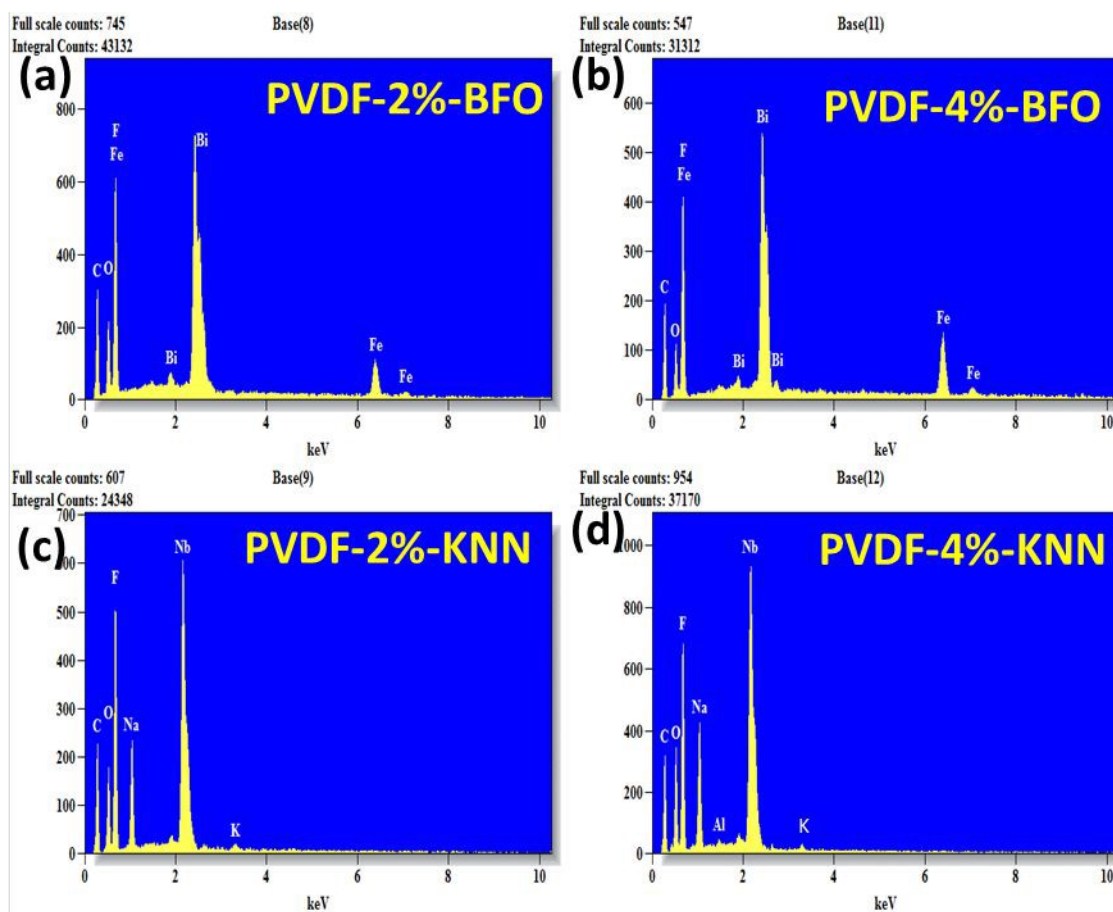 Full scale counts: 745 Base(8)
Integral Counts: 43132
(a)
PVDF-2%-BFO
800
600
400
200
0
F
Fe
Bi
C
O
Bi
Fe
Fe
0 2 4 6 8 10
keV
Full scale counts: 547 Base(11)
Integral Counts: 31312
(b)
PVDF-4%-BFO
600
500
400
300
200
100
0
Bi
F
Fe
C
O
Bi
Bi
Fe
Fe
0 2 4 6 8 10
keV
Full scale counts: 607 Base(9)
Integral Counts: 24348
(c)
PVDF-2%-KNN
700
600
500
400
300
200
100
0
Nb
F
O
C
Na
K
0 2 4 6 8 10
keV
Full scale counts: 954 Base(12)
Integral Counts: 37170
(d)
PVDF-4%-KNN
1000
800
600
400
200
0
Nb
F
Na
C
O
Al
K
0 2 4 6 8 10
keV